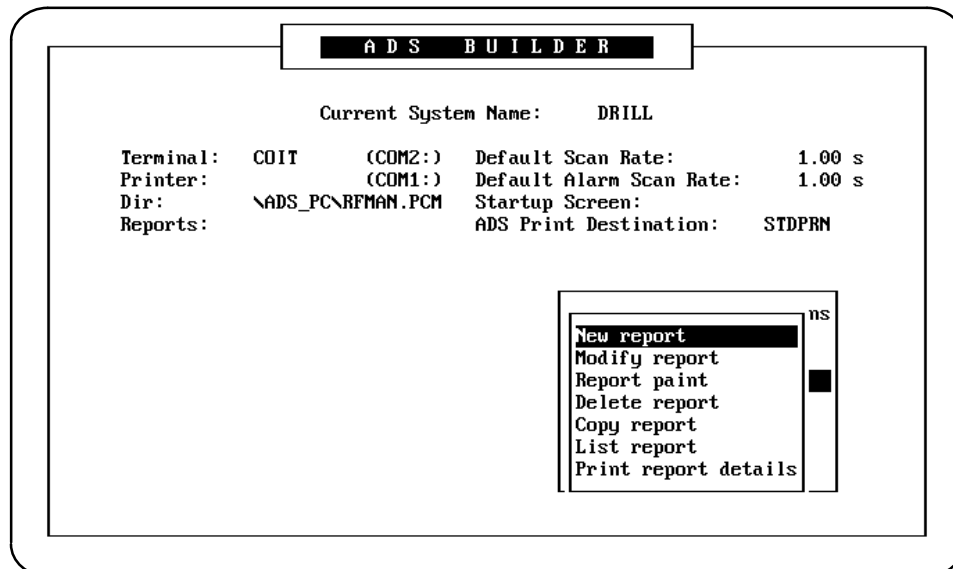 ADS BUILDER
Current System Name: DRILL
Terminal: COIT (COM2:) Default Scan Rate: 1.00 s
Printer: (COM1:) Default Alarm Scan Rate: 1.00 s
Dir: \ADS_PC\RFMAN.PCM Startup Screen:
Reports: ADS Print Destination: STDPRN
ns
New report
Modify report
Report paint
Delete report
Copy report
List report
Print report details